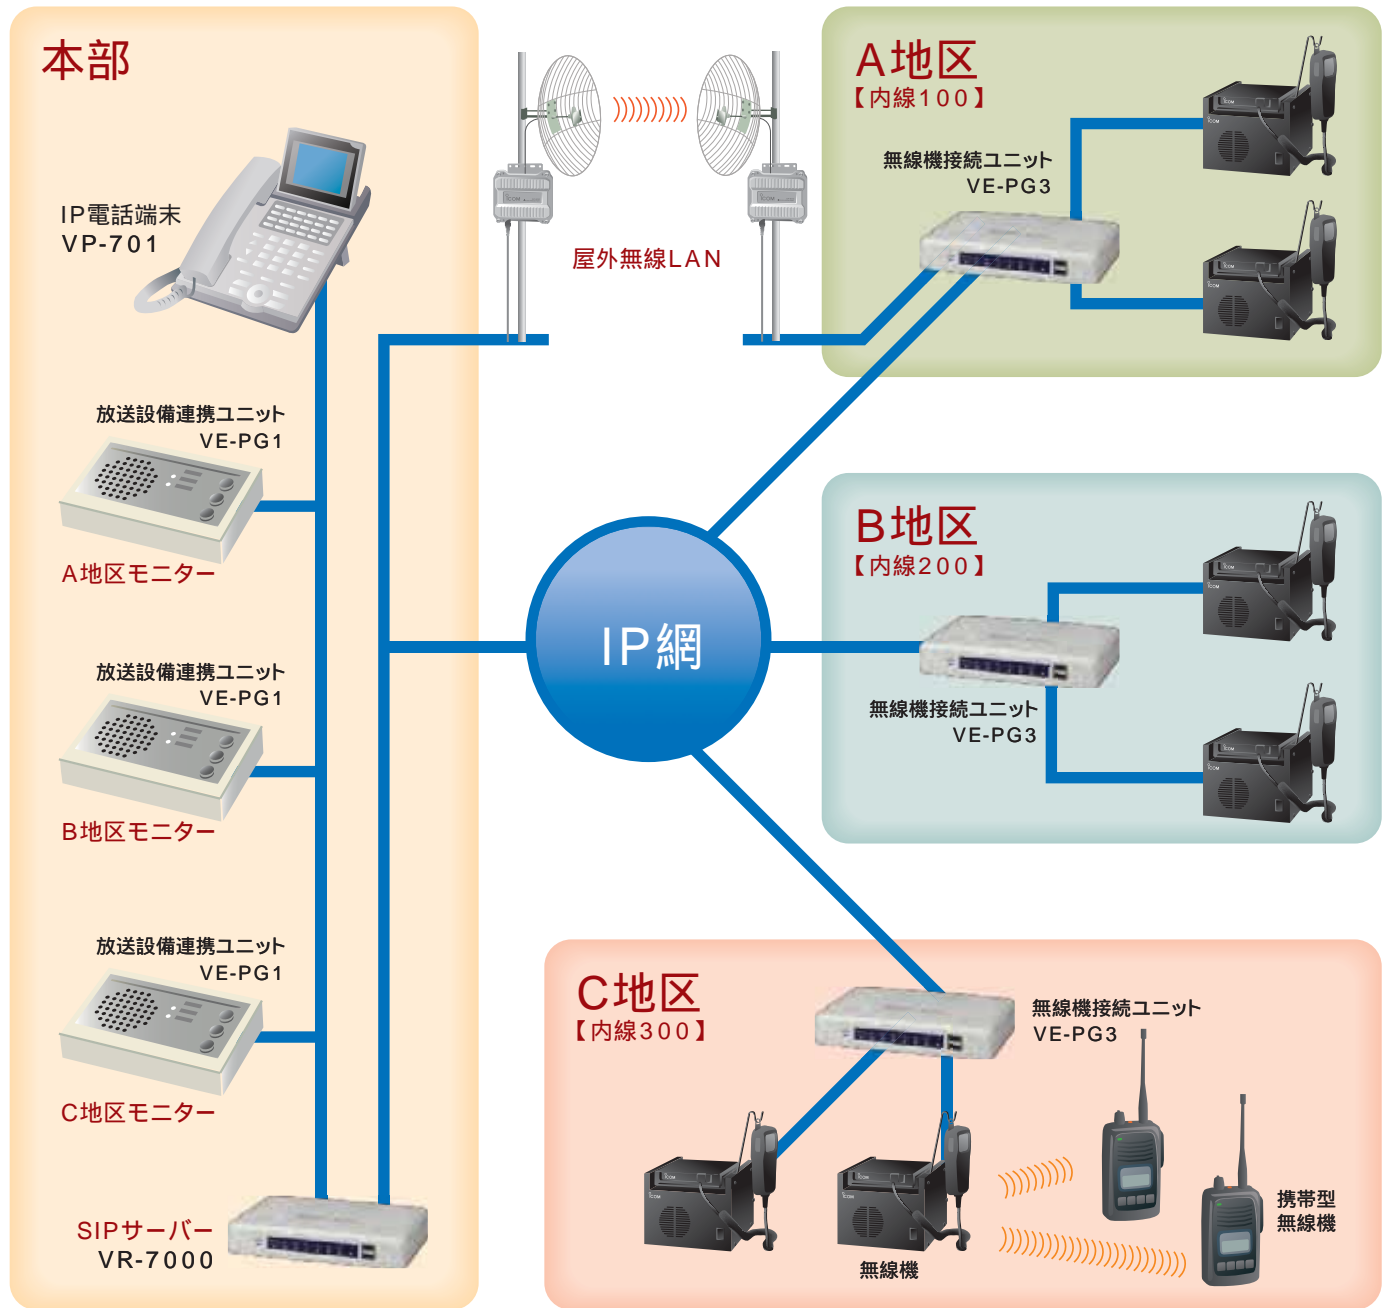 本部
IP電話端末
VP-701
放送設備連携ユニット
VE-PG1
A地区モニター
放送設備連携ユニット
VE-PG1
B地区モニター
放送設備連携ユニット
VE-PG1
C地区モニター
SIPサーバー
VR-7000
ICOM
ICOM
屋外無線LAN
IP網
A地区
【内線100】
無線機接続ユニット
VE-PG3
ICOM
ICOM
B地区
【内線200】
無線機接続ユニット
VE-PG3
ICOM
ICOM
C地区
【内線300】
無線機接続ユニット
VE-PG3
ICOM
ICOM
無線機
携帯型
無線機